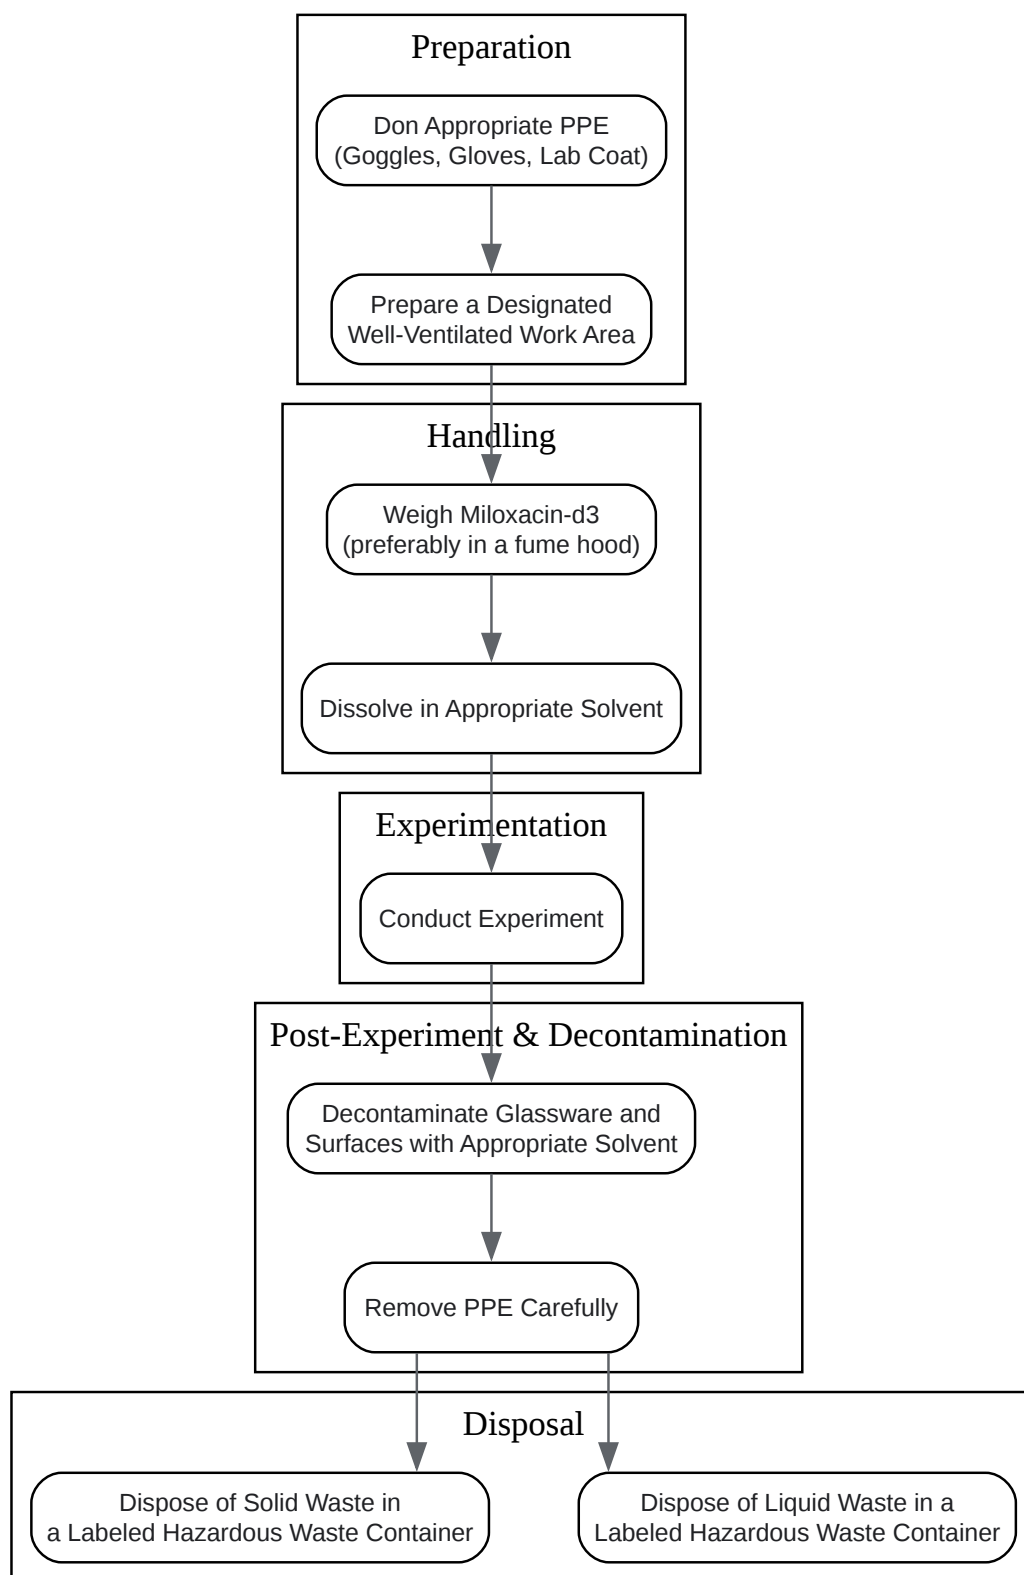 Preparation
Don Appropriate PPE
(Goggles, Gloves, Lab Coat)
Prepare a Designated
Well-Ventilated Work Area
Handling
Weigh Miloxacin-d3
(preferably in a fume hood)
Dissolve in Appropriate Solvent
Experimentation
Conduct Experiment
Post-Experiment & Decontamination
Decontaminate Glassware and
Surfaces with Appropriate Solvent
Remove PPE Carefully
Disposal
Dispose of Solid Waste in
a Labeled Hazardous Waste Container
Dispose of Liquid Waste in a
Labeled Hazardous Waste Container